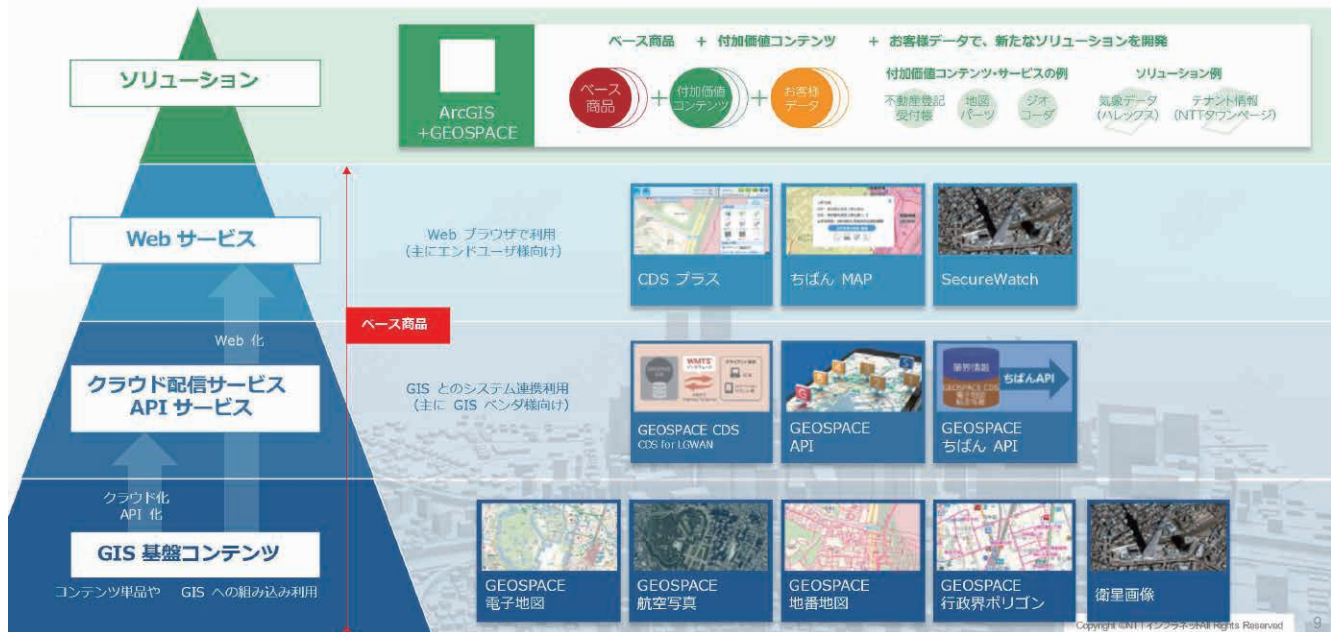 ソリューション
ArcGIS
+GEOSPACE
ベース商品 + 付加価値コンテンツ + お客様データで、新たなソリューションを開発
ベース
商品
+
付加価値
コンテンツ
+
お客様
データ
付加価値コンテンツ・サービスの例
不動産登記
受付帳
地図
パーツ
ジオ
コーダ
ソリューション例
気象データ
(ハレックス)
テナント情報
(NTTタウンページ)
Web サービス
Web ブラウザで利用
(主にエンドユーザ様向け)
CDS プラス
ちばん MAP
SecureWatch
ベース商品
Web 化
クラウド配信サービス
API サービス
GIS とのシステム連携利用
(主に GIS ベンダ様向け)
WMTS
GEOSPACE CDS
CDS for LGWAN
GEOSPACE
API
業界情報
GEOSPACE CDS
ちばんAPI
GEOSPACE
ちばん API
クラウド化
API 化
GIS 基盤コンテンツ
コンテンツ単品や GIS への組み込み利用
GEOSPACE
電子地図
GEOSPACE
航空写真
GEOSPACE
地番地図
GEOSPACE
行政界ポリゴン
衛星画像
Copyright ©NTTインフラネットAll Rights Reserved 9